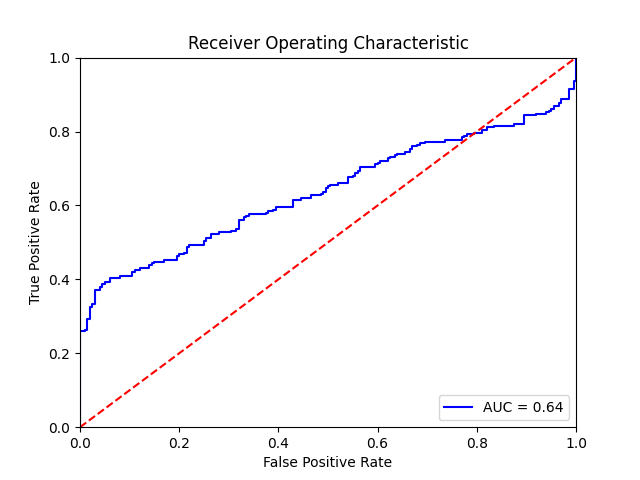 Receiver Operating Characteristic
1.0
0.8
0.6
0.4
0.2
0.0
True Positive Rate
AUC = 0.64
0.0 0.2 0.4 0.6 0.8 1.0
False Positive Rate